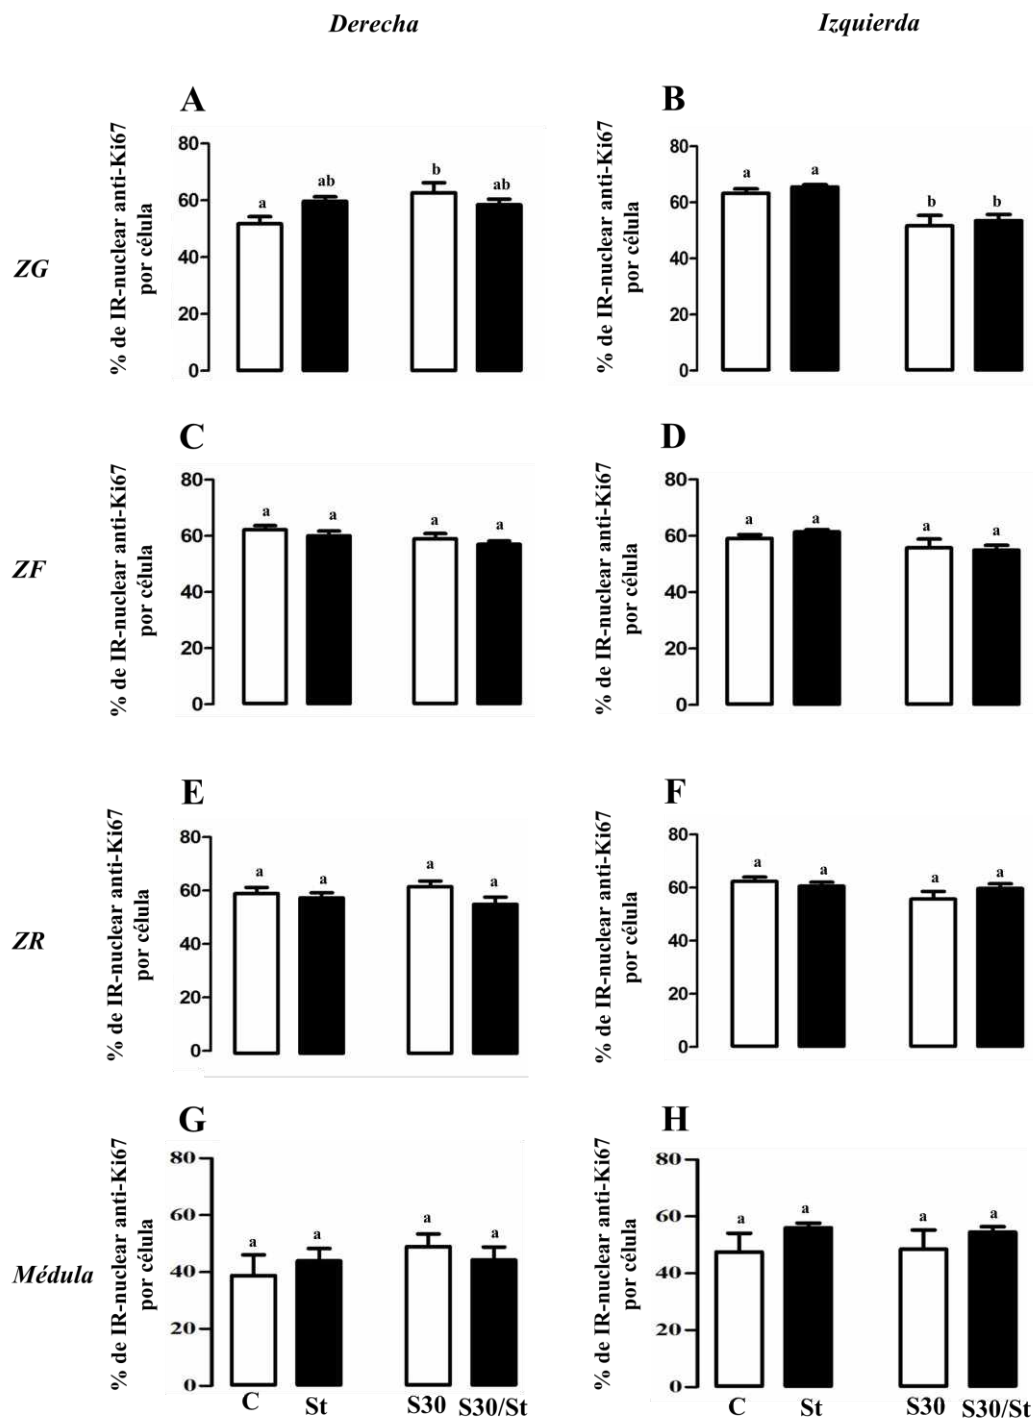 Derecha
Izquierda
A
% de IR-nuclear anti-Ki67
por célula
80
60
40
20
0
a
ab
b
ab
B
% de IR-nuclear anti-Ki67
por célula
80
60
40
20
0
a
a
b
b
ZG
C
% de IR-nuclear anti-Ki67
por célula
80
60
40
20
0
a
a
a
a
D
% de IR-nuclear anti-Ki67
por célula
80
60
40
20
0
a
a
a
a
ZF
E
% de IR-nuclear anti-Ki67
por célula
80
60
40
20
0
a
a
a
a
F
% de IR-nuclear anti-Ki67
por célula
80
60
40
20
0
a
a
a
a
ZR
G
% de IR-nuclear anti-Ki67
por célula
80
60
40
20
0
a
a
a
a
C St S30 S30/St
H
% de IR-nuclear anti-Ki67
por célula
80
60
40
20
0
a
a
a
a
C St S30 S30/St
Médula